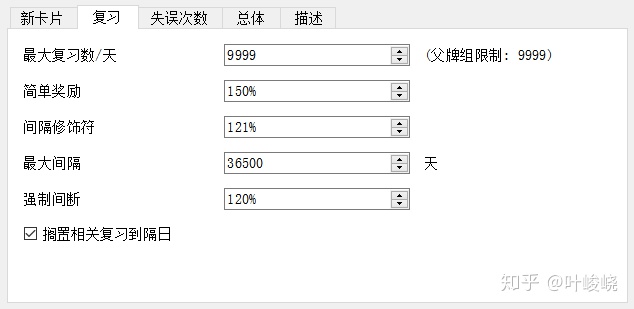 新卡片 复习 失误次数 总体 描述
最大复习数/天 9999 (父牌组限制: 9999)
简单奖励 150%
间隔修饰符 121%
最大间隔 36500 天
强制间断 120%
搁置相关复习到隔日
知乎 @叶峻峣